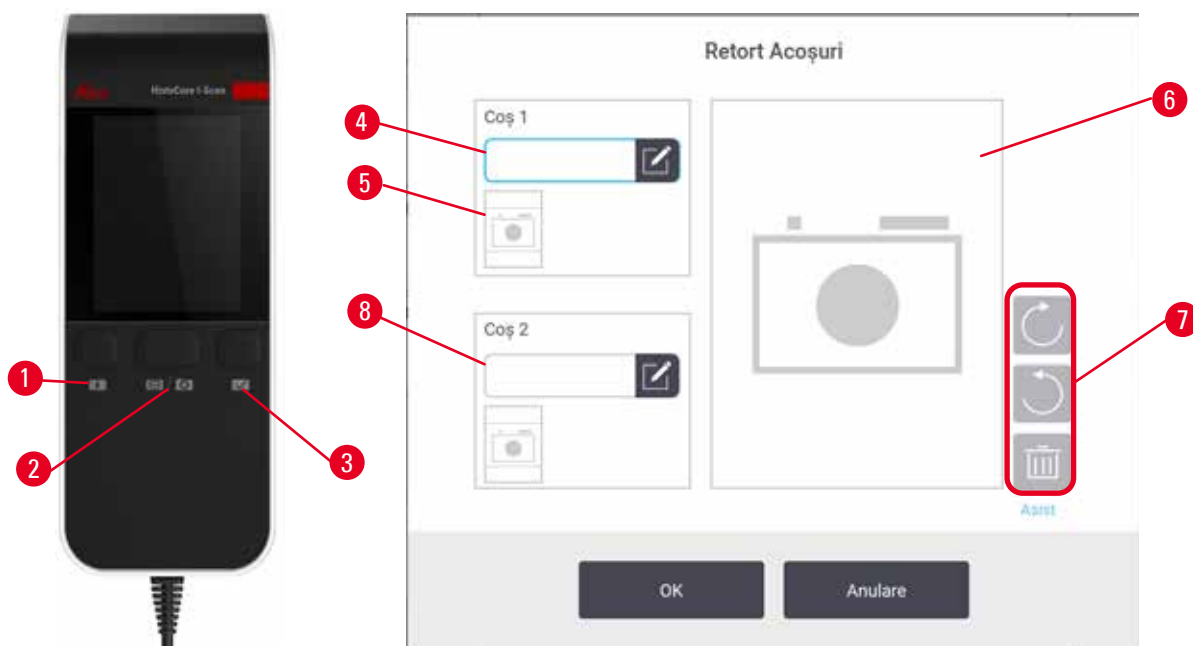 HistoCore I-Scan
1
2
3
Retort Acoșuri
Coș 1
4
5
6
Coș 2
8
7
Asist
OK
Anulare